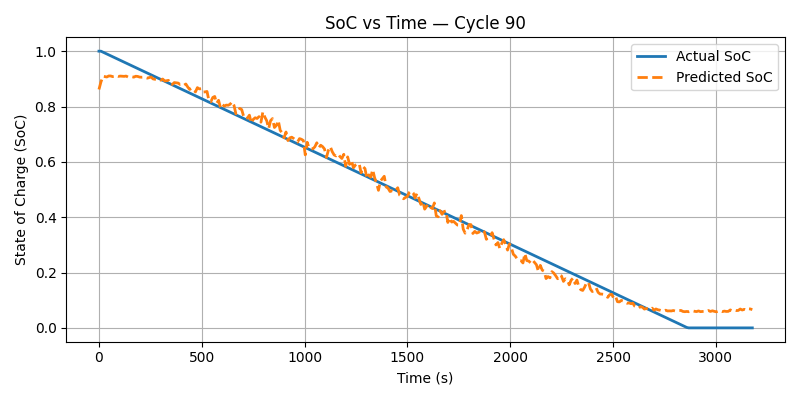 SoC vs Time — Cycle 90
Actual SoC
Predicted SoC
State of Charge (SoC)
1.0
0.8
0.6
0.4
0.2
0.0
0 500 1000 1500 2000 2500 3000
Time (s)